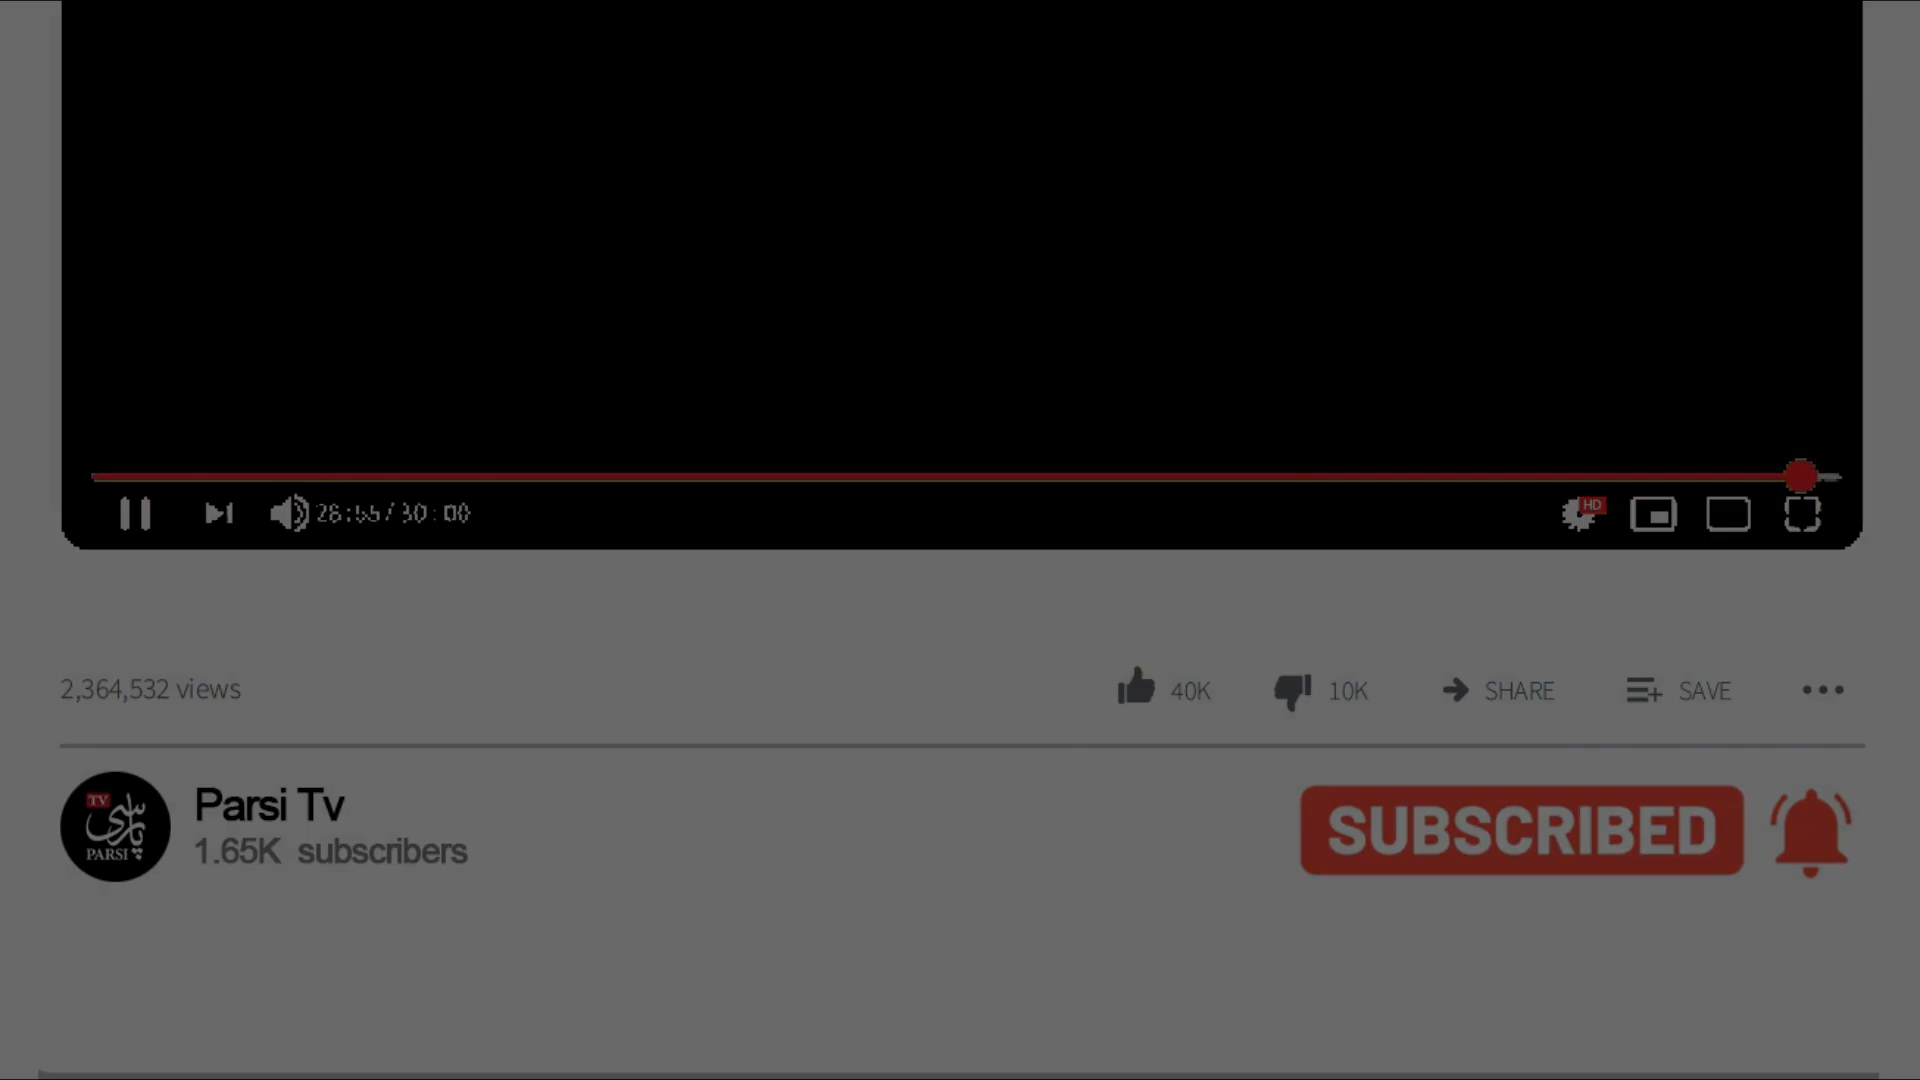 HD
28:55/30:00
2,364,532 views
40K
10K
SHARE
SAVE
TV
پارسی
PARSI
Parsi Tv
1.65K subscribers
SUBSCRIBED